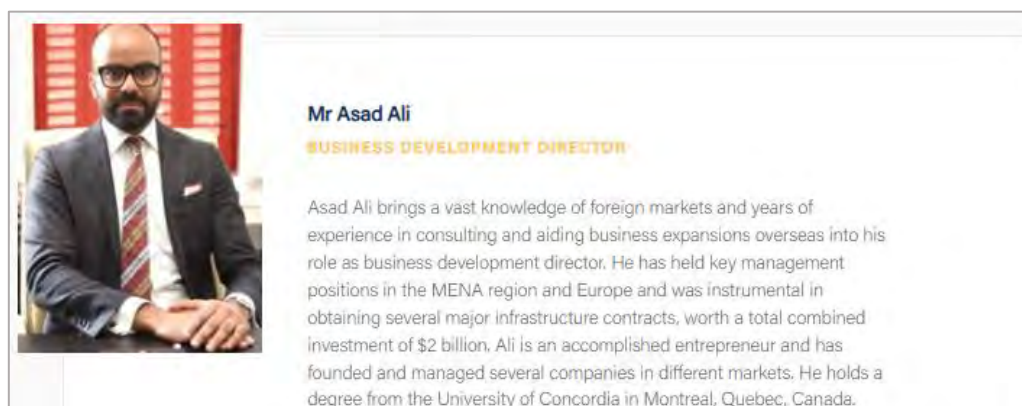 Mr Asad Ali
BUSINESS DEVELOPMENT DIRECTOR
Asad Ali brings a vast knowledge of foreign markets and years of
experience in consulting and aiding business expansions overseas into his
role as business development director. He has held key management
positions in the MENA region and Europe and was instrumental in
obtaining several major infrastructure contracts, worth a total combined
investment of $2 billion. Ali is an accomplished entrepreneur and has
founded and managed several companies in different markets. He holds a
degree from the University of Concordia in Montreal, Quebec, Canada.